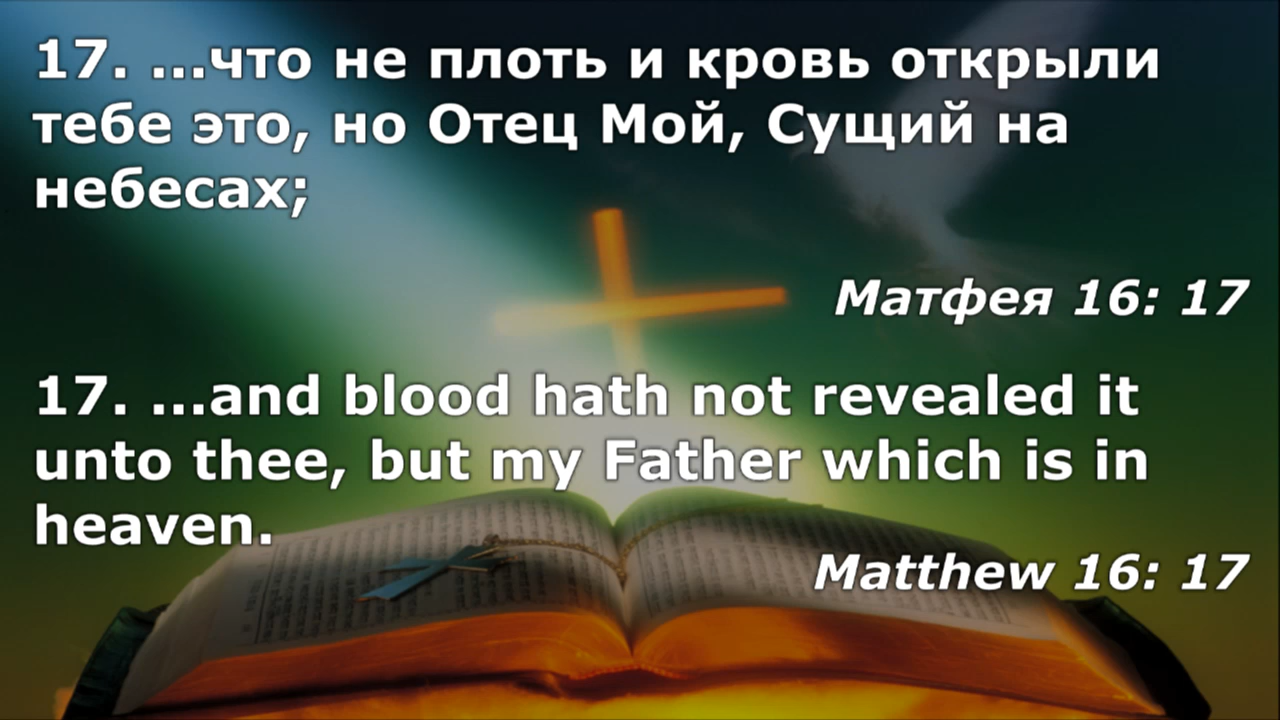 17. ...что не плоть и кровь открыли
тебе это, но Отец Мой, Сущий на
небесах;
Матфея 16: 17
17. ...and blood hath not revealed it
unto thee, but my Father which is in
heaven.
Matthew 16: 17